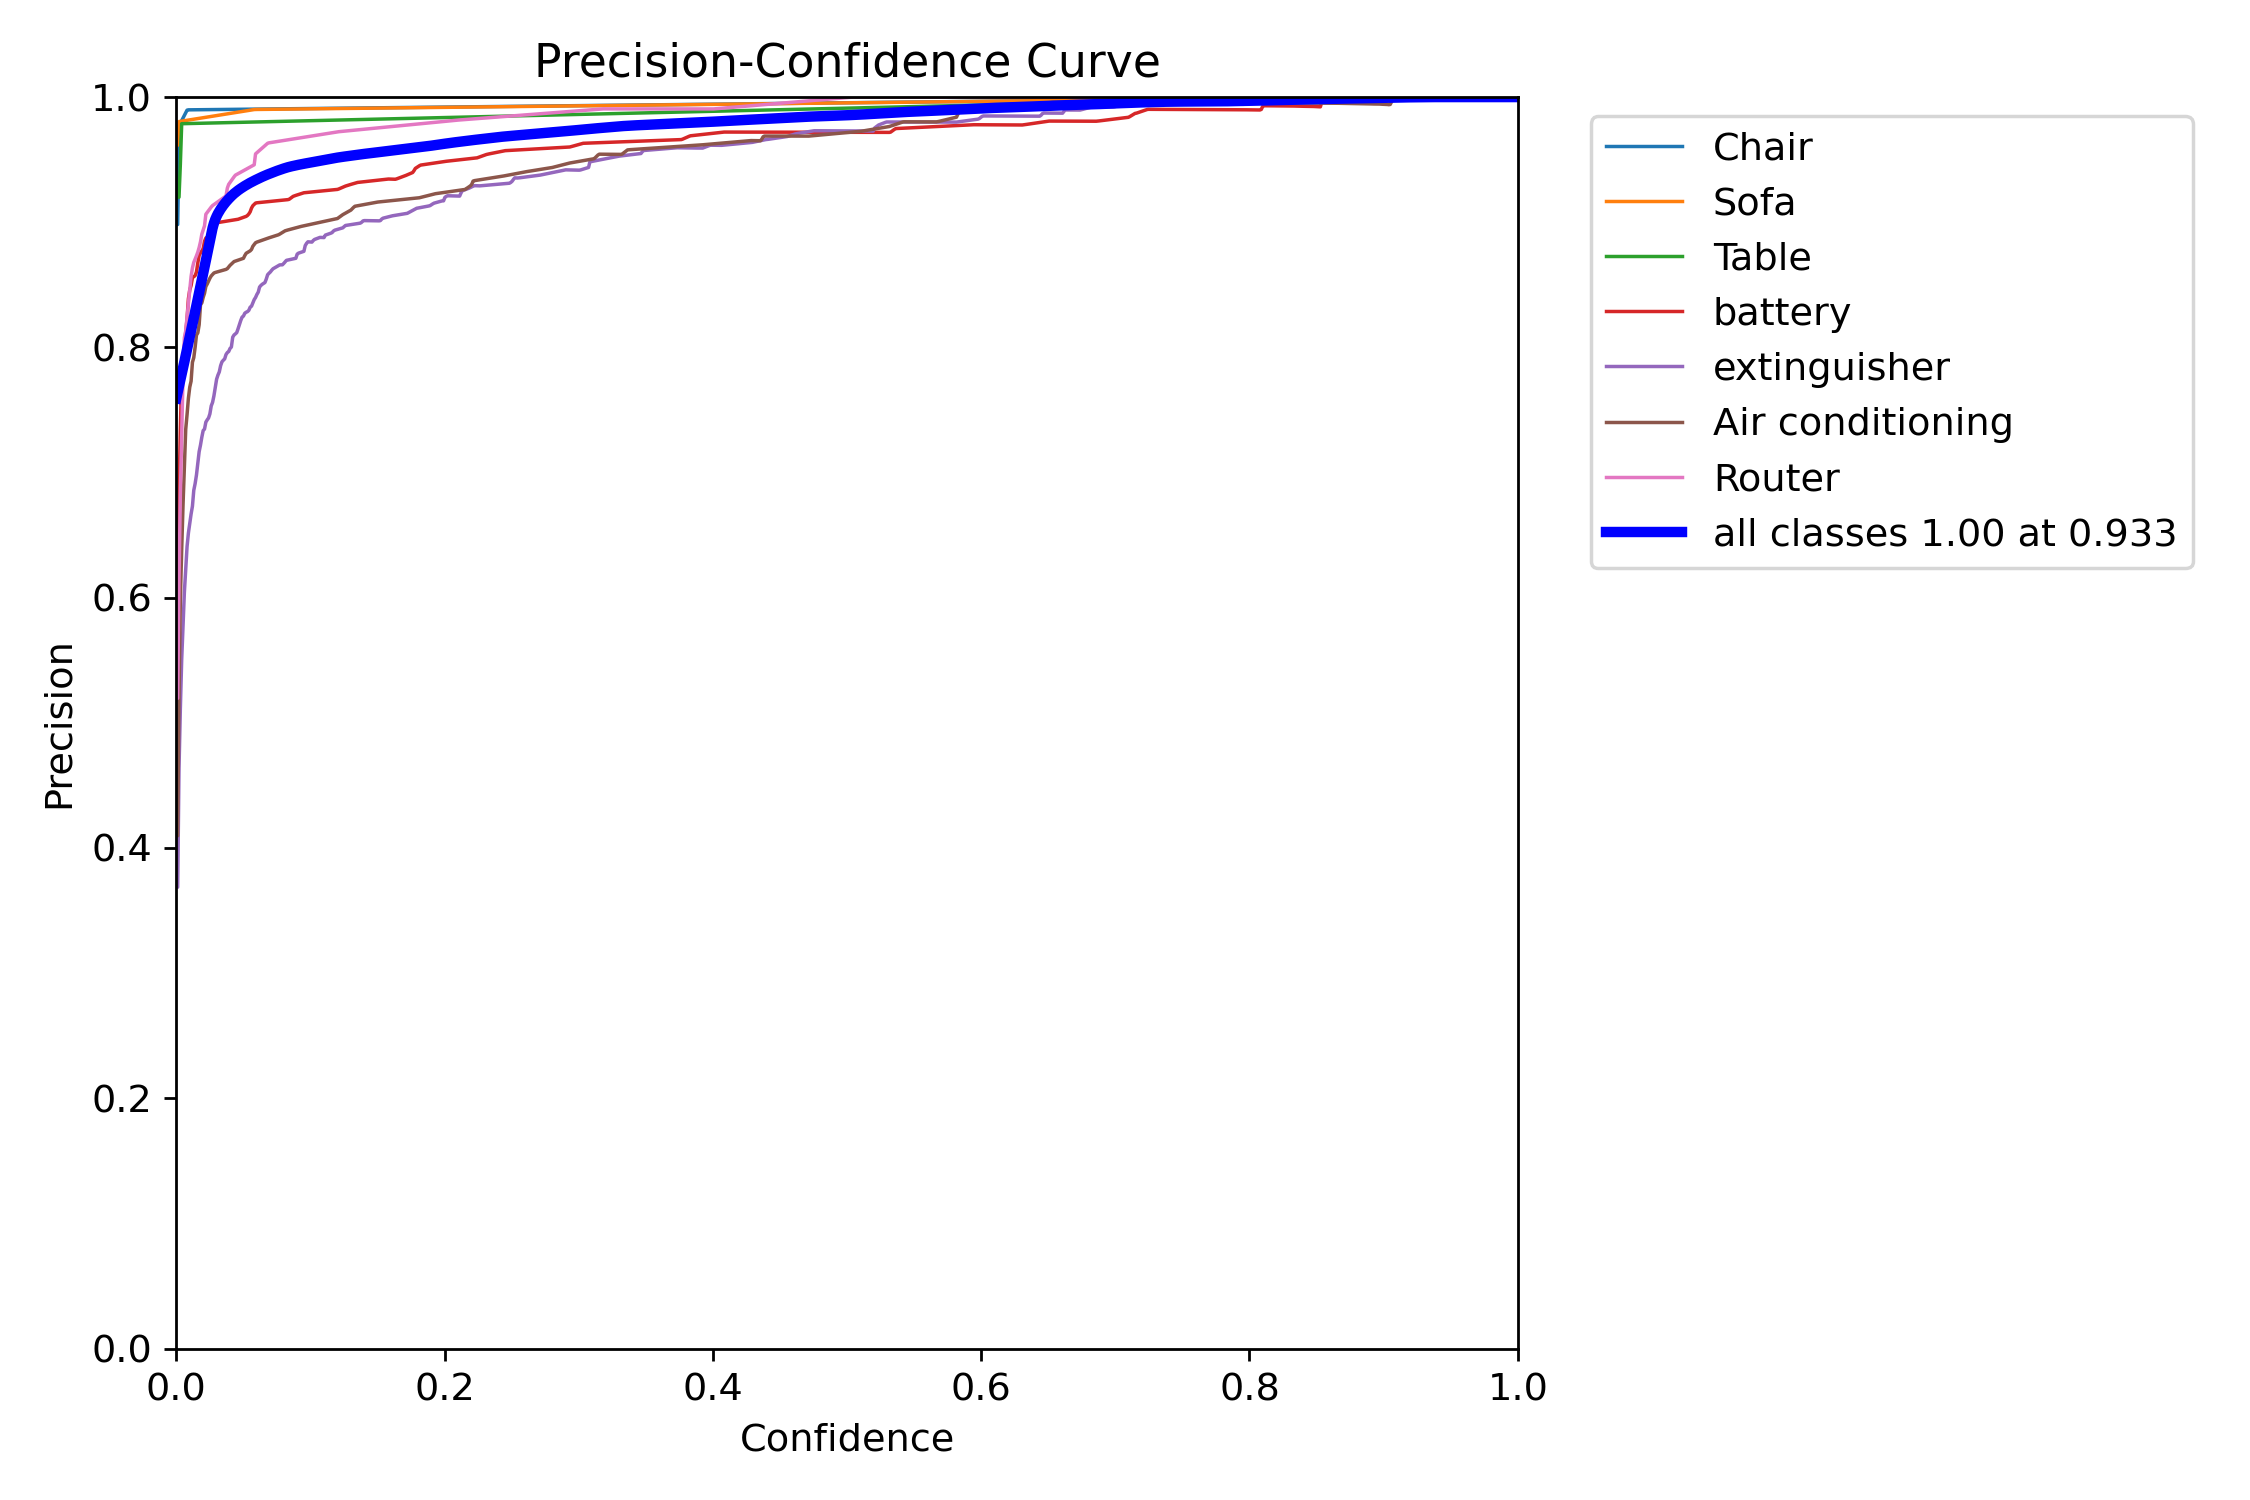 Precision-Confidence Curve
1.0
0.8
0.6
0.4
0.2
0.0
Precision
0.0 0.2 0.4 0.6 0.8 1.0
Confidence
Chair
Sofa
Table
battery
extinguisher
Air conditioning
Router
all classes 1.00 at 0.933